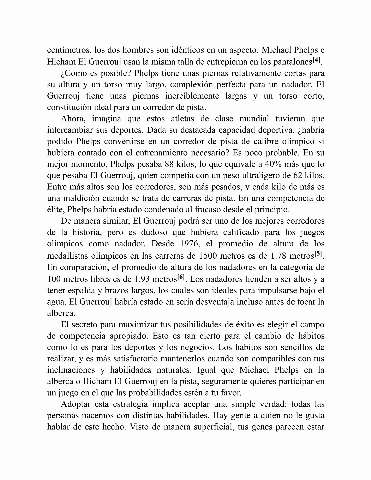 centímetros, los dos hombres son idénticos en un aspecto: Michael Phelps e
Hicham El Guerrouj usan la misma talla de entrepierna en los pantalones[4].
¿Cómo es posible? Phelps tiene unas piernas relativamente cortas para
su altura y un torso muy largo, complexión perfecta para un nadador. El
Guerrouj tiene unas piernas increíblemente largas y un torso corto,
constitución ideal para un corredor de pista.
Ahora, imagina que estos atletas de clase mundial tuvieran que
intercambiar sus deportes. Dada su destacada capacidad deportiva, ¿habría
podido Phelps convertirse en un corredor de pista de calibre olímpico si
hubiera contado con el entrenamiento necesario? Es poco probable. En su
mejor momento, Phelps pesaba 88 kilos, lo que equivale a 40% más que lo
que pesaba El Guerrouj, quien competía con un peso ultraligero de 62 kilos.
Entre más altos son los corredores, son más pesados, y cada kilo de más es
una maldición cuando se trata de carreras de pista. En una competencia de
élite, Phelps habría estado condenado al fracaso desde el principio.
De manera similar, El Guerrouj podrá ser uno de los mejores corredores
de la historia, pero es dudoso que hubiera calificado para los juegos
olímpicos como nadador. Desde 1976, el promedio de altura de los
medallistas olímpicos en las carreras de 1500 metros es de 1.78 metros[5].
En comparación, el promedio de altura de los nadadores en la categoría de
100 metros libres es de 1.93 metros[6]. Los nadadores tienden a ser altos y a
tener espalda y brazos largos, los cuales son ideales para impulsarse bajo el
agua. El Guerrouj habría estado en seria desventaja incluso antes de tocar la
alberca.
El secreto para maximizar tus posibilidades de éxito es elegir el campo
de competencia apropiado. Esto es tan cierto para el cambio de hábitos
como lo es para los deportes y los negocios. Los hábitos son sencillos de
realizar, y es más satisfactorio mantenerlos cuando son compatibles con tus
inclinaciones y habilidades naturales. Igual que Michael Phelps en la
alberca o Hicham El Guerrouj en la pista, seguramente quieres participar en
un juego en el que las probabilidades estén a tu favor.
Adoptar esta estrategia implica aceptar una simple verdad: todas las
personas nacemos con distintas habilidades. Hay gente a quien no le gusta
hablar de este hecho. Visto de manera superficial, tus genes parecen estar